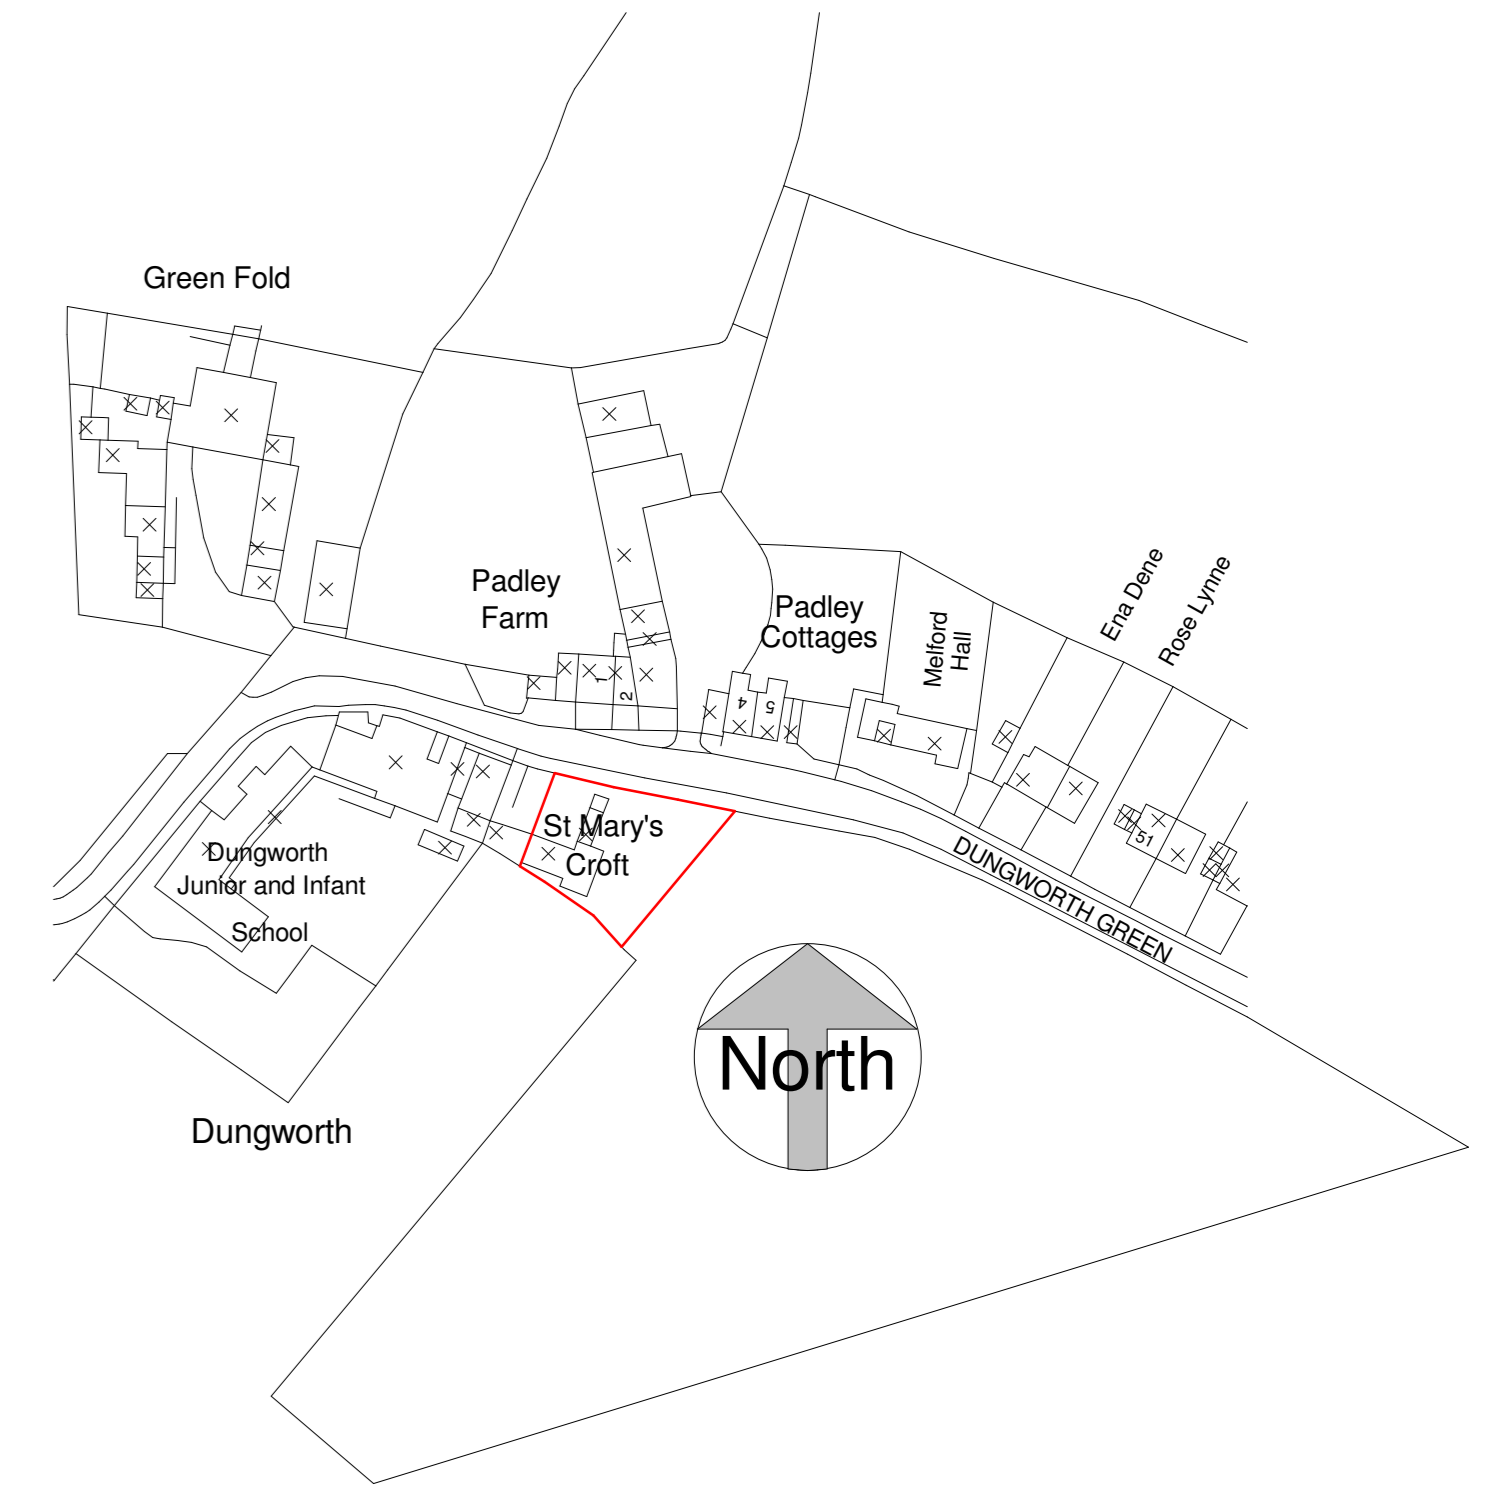 Green Fold
Ena Dene
Rose Lynne
Padley
Farm
Padley
Cottages
Melford
Hall
1
2
4
5
St Mary's
Croft
51
DUNGWORTH GREEN
Dungworth
Junior and Infant
School
North
Dungworth